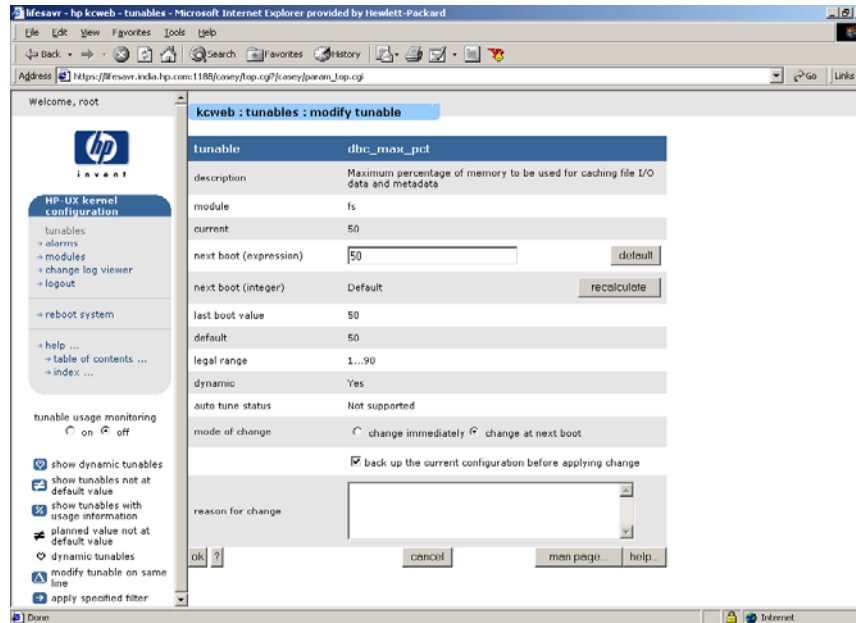 lifesavr - hp kcweb - tunables - Microsoft Internet Explorer provided by Hewlett-Packard
File Edit View Favorites Tools Help
Back Search Favorites History
Address https://lifesavr.india.hp.com:1188/casey/top.cgi?/casey/param_top.cgi Go Links
Welcome, root
hp
invent
HP-UX kernel
configuration
tunables
alarms
modules
change log viewer
logout
reboot system
help ...
table of contents ...
index ...
tunable usage monitoring
on off
show dynamic tunables
show tunables not at
default value
show tunables with
usage information
planned value not at
default value
dynamic tunables
modify tunable on same
line
apply specified filter
kcweb : tunables : modify tunable
tunable dbc_max_pct
description Maximum percentage of memory to be used for caching file I/O
data and metadata
module fs
current 50
next boot (expression) 50 default
next boot (integer) Default recalculate
last boot value 50
default 50
legal range 1...90
dynamic Yes
auto tune status Not supported
mode of change change immediately change at next boot
back up the current configuration before applying change
reason for change
ok ? cancel man page... help...
Done Internet